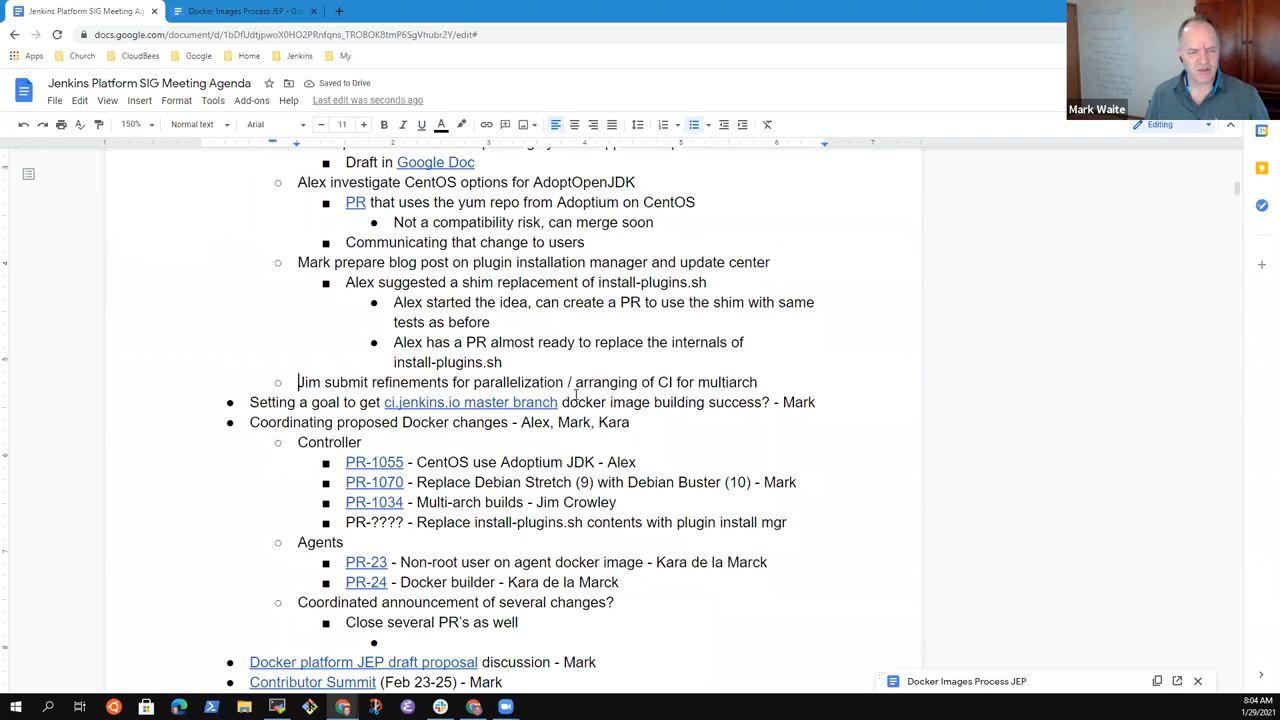 Jenkins Platform SIG Meeting Ag
Docker Images Process JEP - Goo
docs.google.com/document/d/1bDfUdtjpwoX0HO2PRnfqns_TROBOK8tmP6SgVhubr2Y/edit#
Apps Church CloudBees Google Home Jenkins My
Mark Waite
Jenkins Platform SIG Meeting Agenda
Saved to Drive
File Edit View Insert Format Tools Add-ons Help Last edit was seconds ago
150% Normal text Arial 11 B I U A Editing
1 2 3 4 5 6 7
Draft in Google Doc
Alex investigate CentOS options for AdoptOpenJDK
PR that uses the yum repo from Adoptium on CentOS
Not a compatibility risk, can merge soon
Communicating that change to users
Mark prepare blog post on plugin installation manager and update center
Alex suggested a shim replacement of install-plugins.sh
Alex started the idea, can create a PR to use the shim with same
tests as before
Alex has a PR almost ready to replace the internals of
install-plugins.sh
Jim submit refinements for parallelization / arranging of CI for multiarch
Setting a goal to get ci.jenkins.io master branch docker image building success? - Mark
Coordinating proposed Docker changes - Alex, Mark, Kara
Controller
PR-1055 - CentOS use Adoptium JDK - Alex
PR-1070 - Replace Debian Stretch (9) with Debian Buster (10) - Mark
PR-1034 - Multi-arch builds - Jim Crowley
PR-???? - Replace install-plugins.sh contents with plugin install mgr
Agents
PR-23 - Non-root user on agent docker image - Kara de la Marck
PR-24 - Docker builder - Kara de la Marck
Coordinated announcement of several changes?
Close several PR's as well
Docker platform JEP draft proposal discussion - Mark
Contributor Summit (Feb 23-25) - Mark
Docker Images Process JEP
8:04 AM
1/29/2021